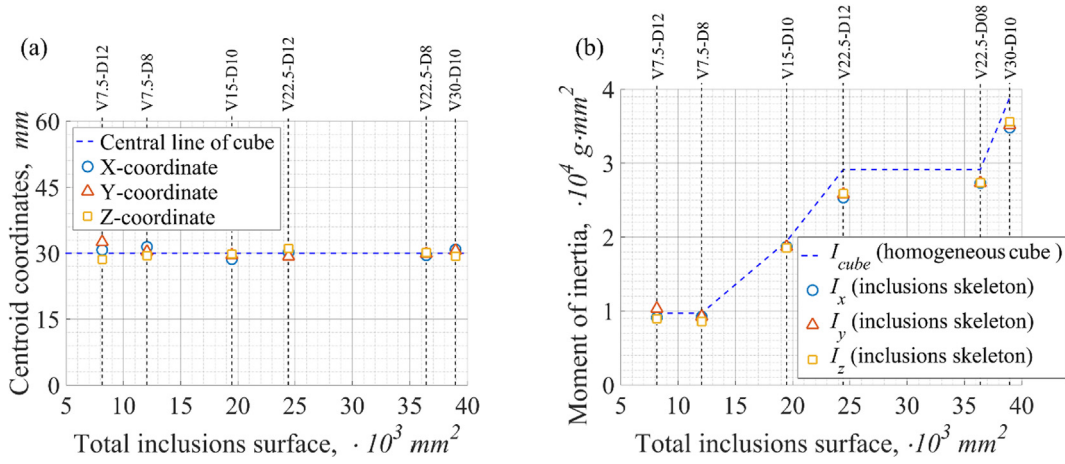 (a)
V7.5-D12
V7.5-D8
V15-D10
V22.5-D12
V22.5-D8
V30-D10
60
45
30
15
0
Centroid coordinates, mm
Central line of cube
X-coordinate
Y-coordinate
Z-coordinate
5 10 15 20 25 30 35 40
Total inclusions surface, · 10³ mm²
(b)
V7.5-D12
V7.5-D8
V15-D10
V22.5-D12
V22.5-D08
V30-D10
4
3
2
1
0
Moment of inertia, ·10⁴ g·mm²
I_cube (homogeneous cube )
I_x (inclusions skeleton)
I_y (inclusions skeleton)
I_z (inclusions skeleton)
5 10 15 20 25 30 35 40
Total inclusions surface, ·10³ mm²